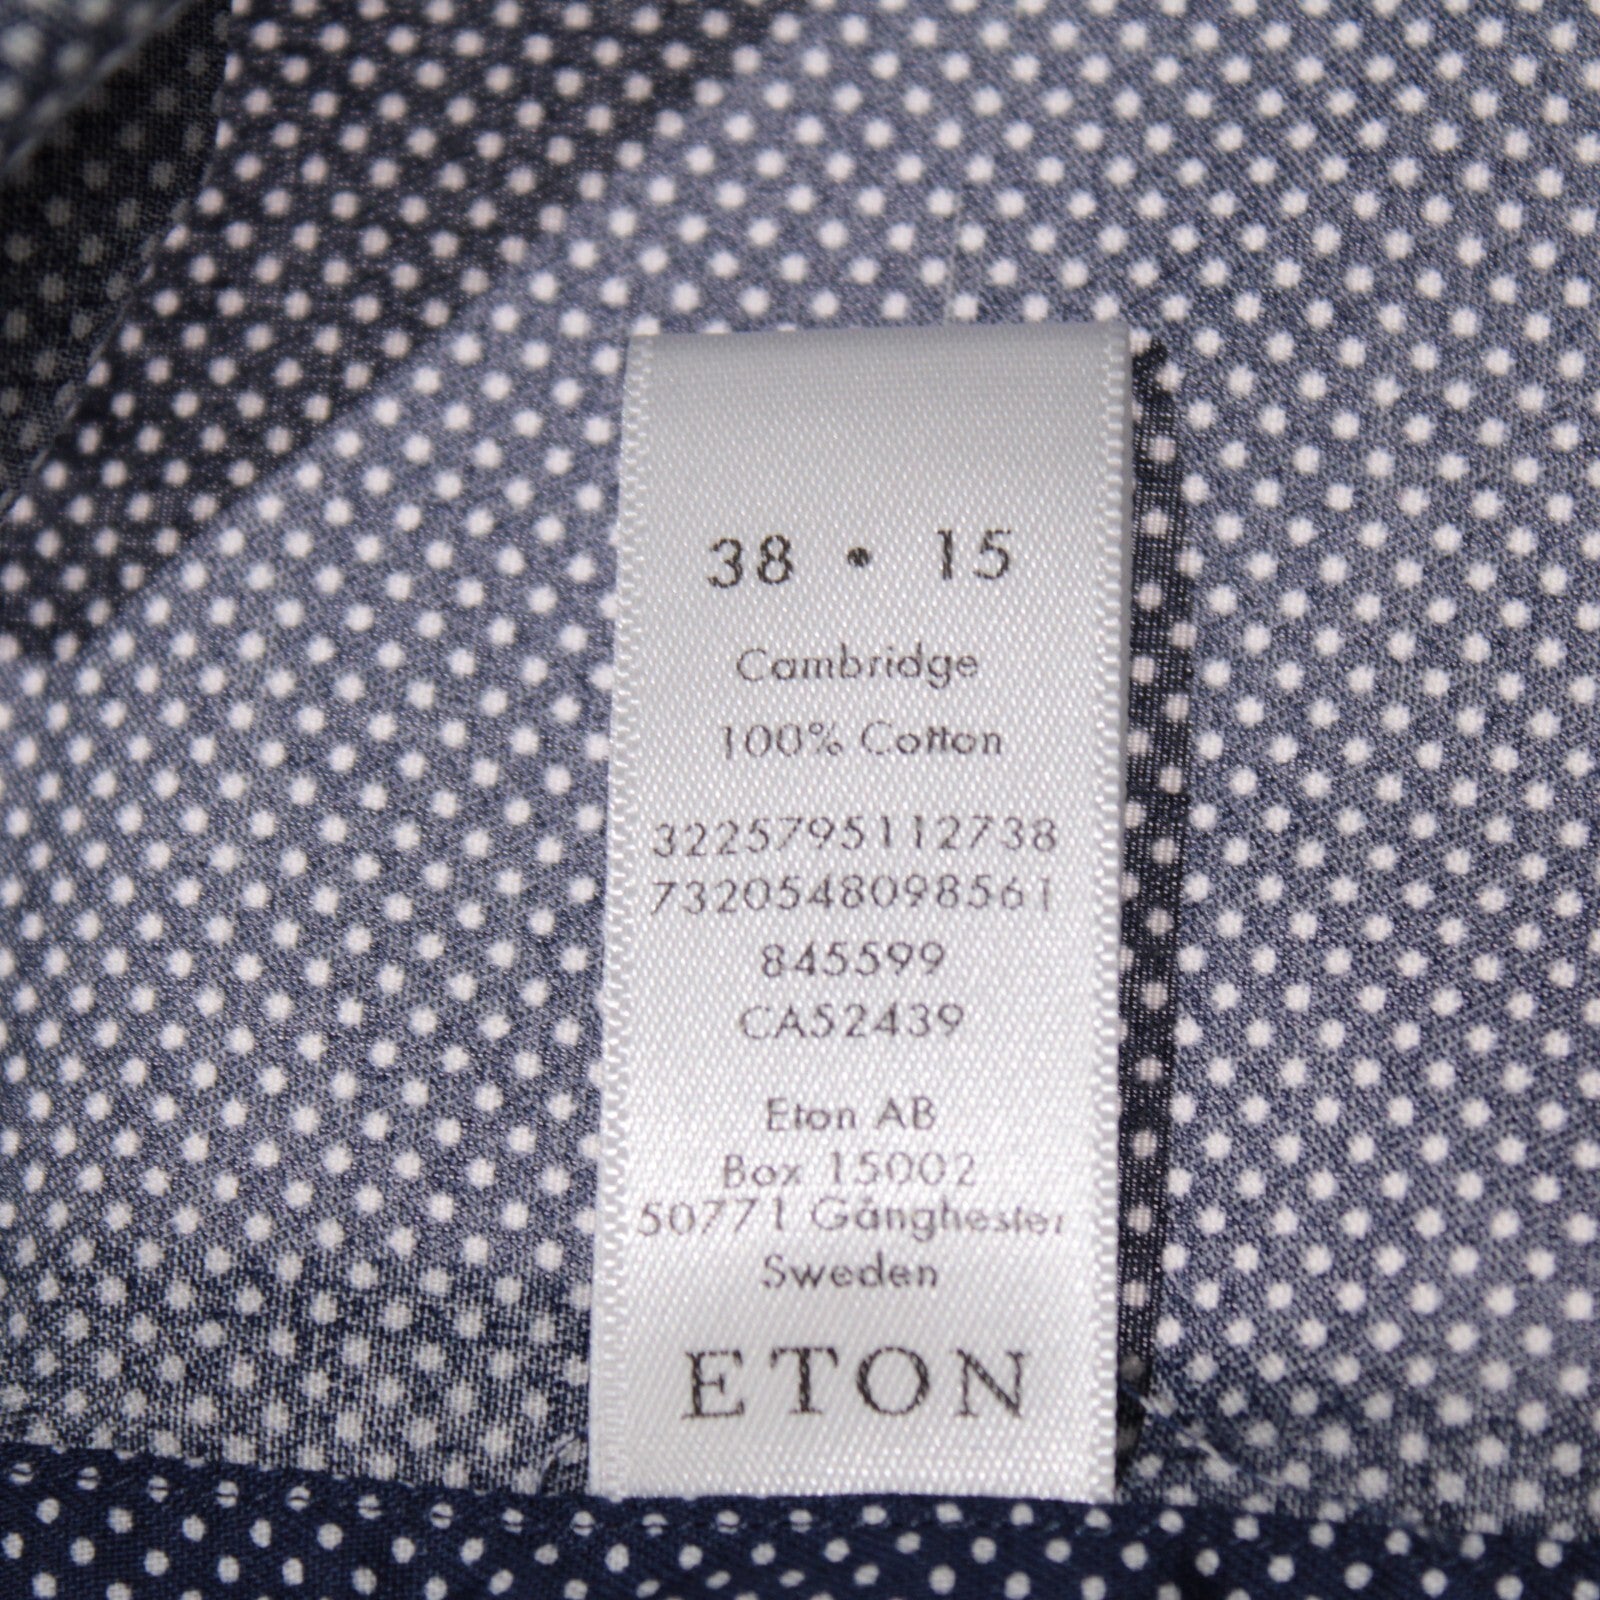 38 • 15
Cambridge
100% Cotton
3225795112738
7320548098561
845599
CA52439
Eton AB
Box 15002
50771 Gånghester
Sweden
ETON